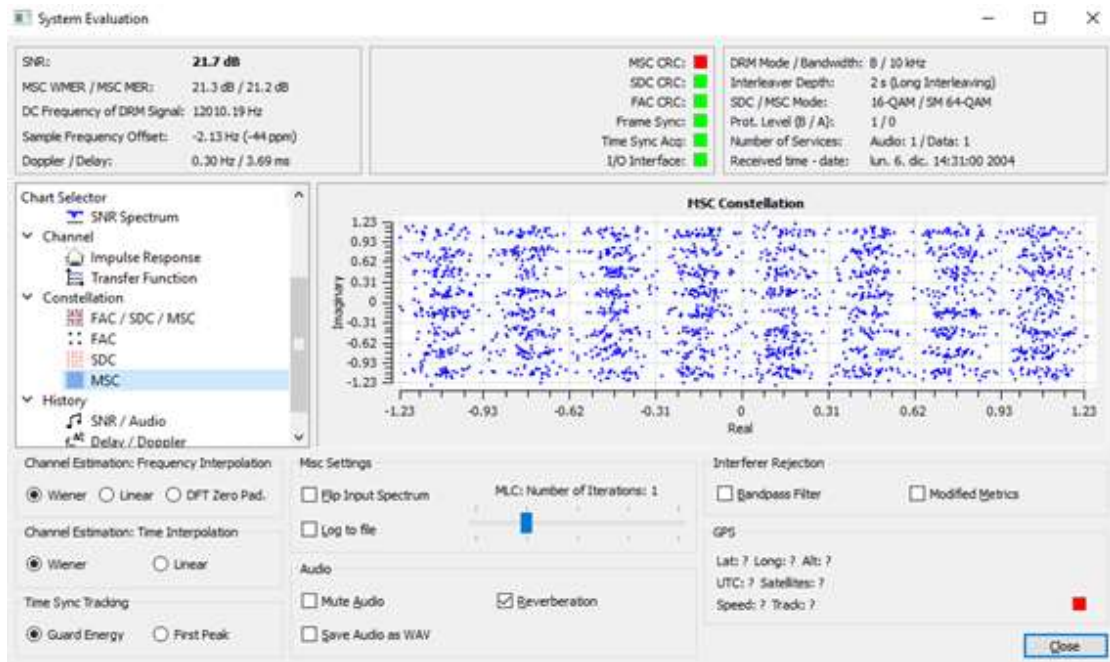 System Evaluation
SNR: 21.7 dB
MSC WMER / MSC MER: 21.3 dB / 21.2 dB
DC Frequency of DRM Signal: 12010.19 Hz
Sample Frequency Offset: -2.13 Hz (-44 ppm)
Doppler / Delay: 0.30 Hz / 3.69 ms
MSC CRC:
SDC CRC:
FAC CRC:
Frame Sync:
Time Sync Acq:
I/O Interface:
DRM Mode / Bandwidth: B / 10 kHz
Interleaver Depth: 2 s (Long Interleaving)
SDC / MSC Mode: 16-QAM / SM 64-QAM
Prot. Level (B / A): 1 / 0
Number of Services: Audio: 1 / Data: 1
Received time - date: lun. 6. dic. 14:31:00 2004
Chart Selector
SNR Spectrum
Channel
Impulse Response
Transfer Function
Constellation
FAC / SDC / MSC
FAC
SDC
MSC
History
SNR / Audio
Delay / Doppler
MSC Constellation
Imaginary
1.23
0.93
0.62
0.31
0
-0.31
-0.62
-0.93
-1.23
-1.23 -0.93 -0.62 -0.31 0 0.31 0.62 0.93 1.23
Real
Channel Estimation: Frequency Interpolation
Wiener Linear DFT Zero Pad.
Channel Estimation: Time Interpolation
Wiener Linear
Time Sync Tracking
Guard Energy First Peak
Misc Settings
Flip Input Spectrum
Log to file
MLC: Number of Iterations: 1
Audio
Mute Audio Reverberation
Save Audio as WAV
Interferer Rejection
Bandpass Filter Modified Metrics
GPS
Lat: ? Long: ? Alt: ?
UTC: ? Satellites: ?
Speed: ? Track: ?
Close